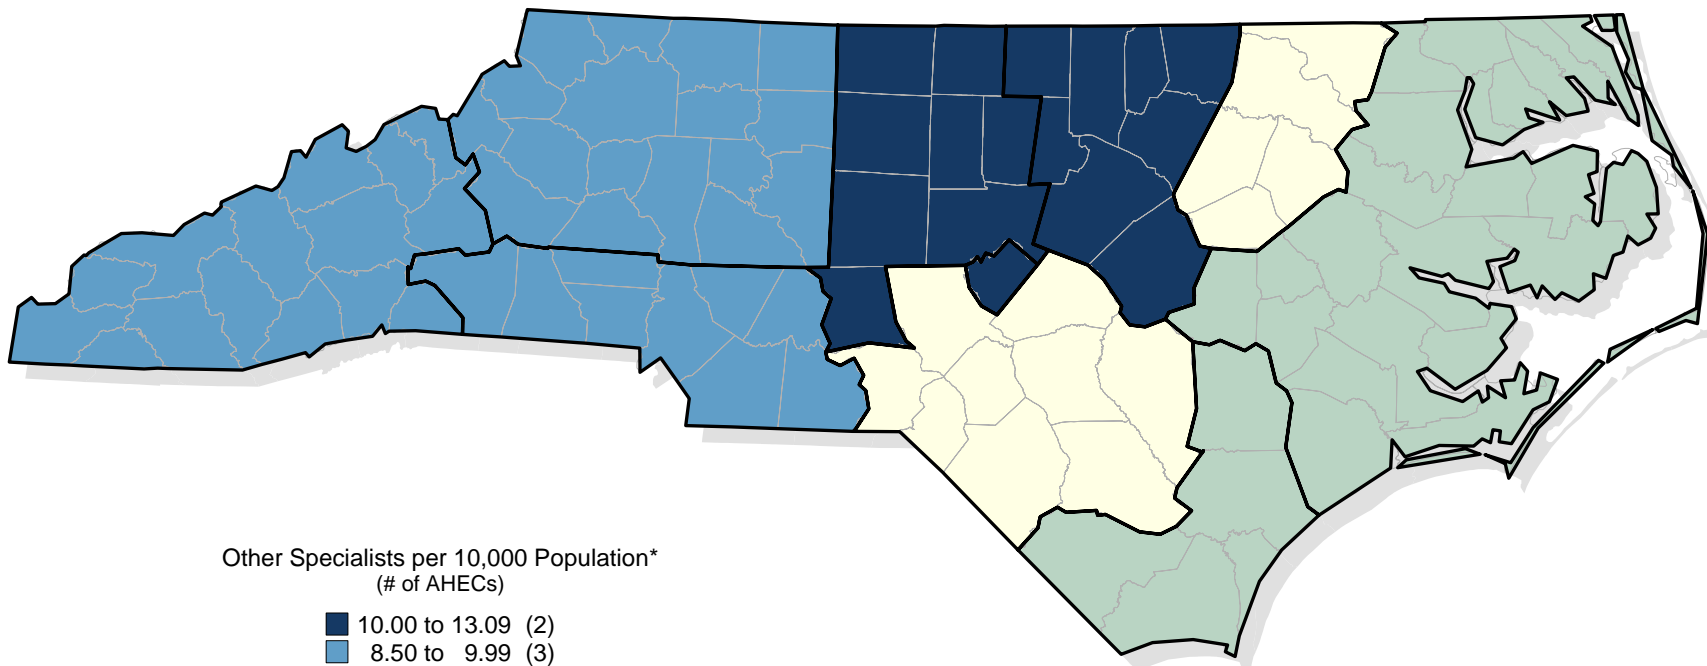 Other Specialists per 10,000 Population*
(# of AHECs)
10.00 to 13.09 (2)
8.50 to 9.99 (3)